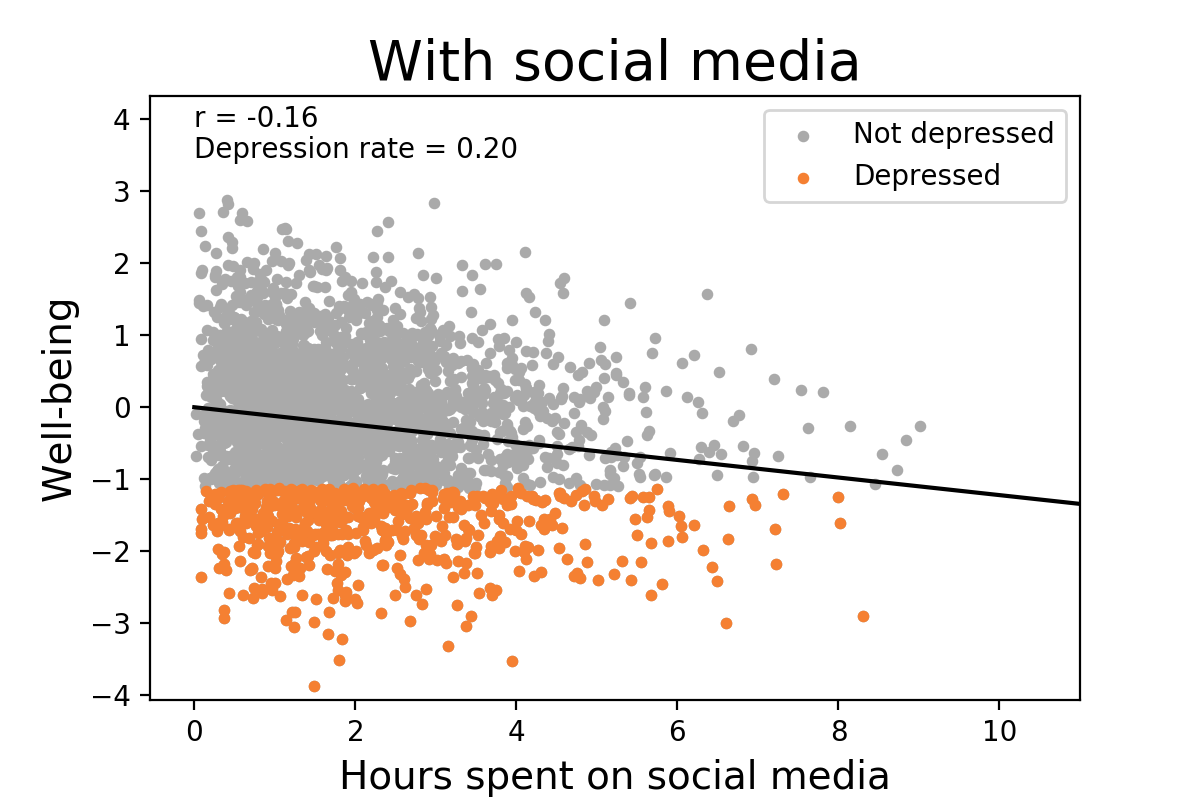 With social media
r = -0.16
Depression rate = 0.20
Not depressed
Depressed
Well-being
4
3
2
1
0
−1
−2
−3
−4
0 2 4 6 8 10
Hours spent on social media